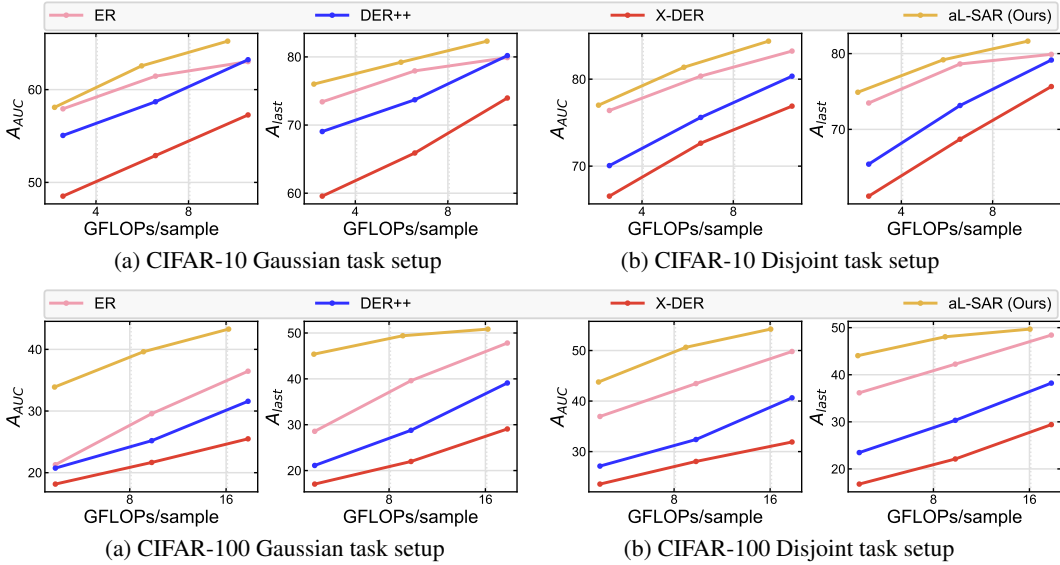 ER DER++ X-DER aL-SAR (Ours)
A_AUC 60 50 4 8 GFLOPs/sample
A_last 80 70 60 4 8 GFLOPs/sample
A_AUC 80 70 4 8 GFLOPs/sample
A_last 80 70 4 8 GFLOPs/sample
(a) CIFAR-10 Gaussian task setup
(b) CIFAR-10 Disjoint task setup
ER DER++ X-DER aL-SAR (Ours)
A_AUC 40 30 20 8 16 GFLOPs/sample
A_last 50 40 30 20 8 16 GFLOPs/sample
A_AUC 50 40 30 8 16 GFLOPs/sample
A_last 50 40 30 20 8 16 GFLOPs/sample
(a) CIFAR-100 Gaussian task setup
(b) CIFAR-100 Disjoint task setup